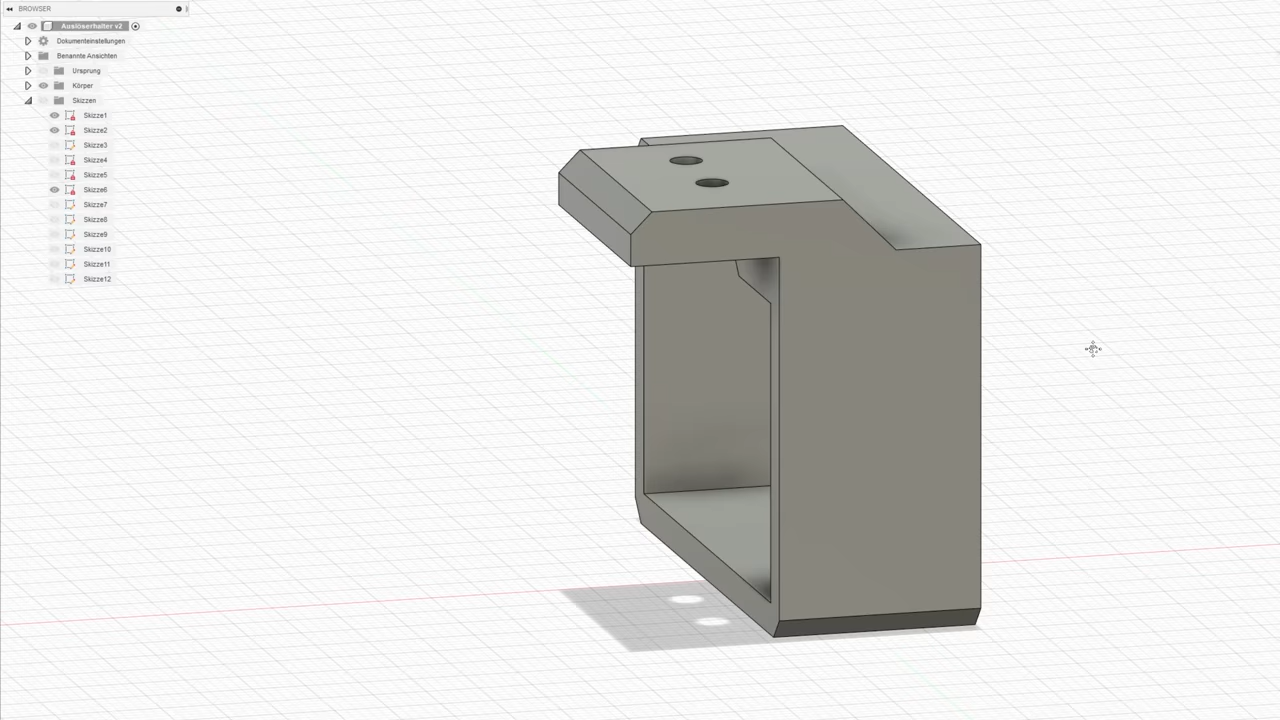 BROWSER
Auslöserhalter v2
Dokumenteinstellungen
Benannte Ansichten
Ursprung
Körper
Skizzen
Skizze1
Skizze2
Skizze3
Skizze4
Skizze5
Skizze6
Skizze7
Skizze8
Skizze9
Skizze10
Skizze11
Skizze12